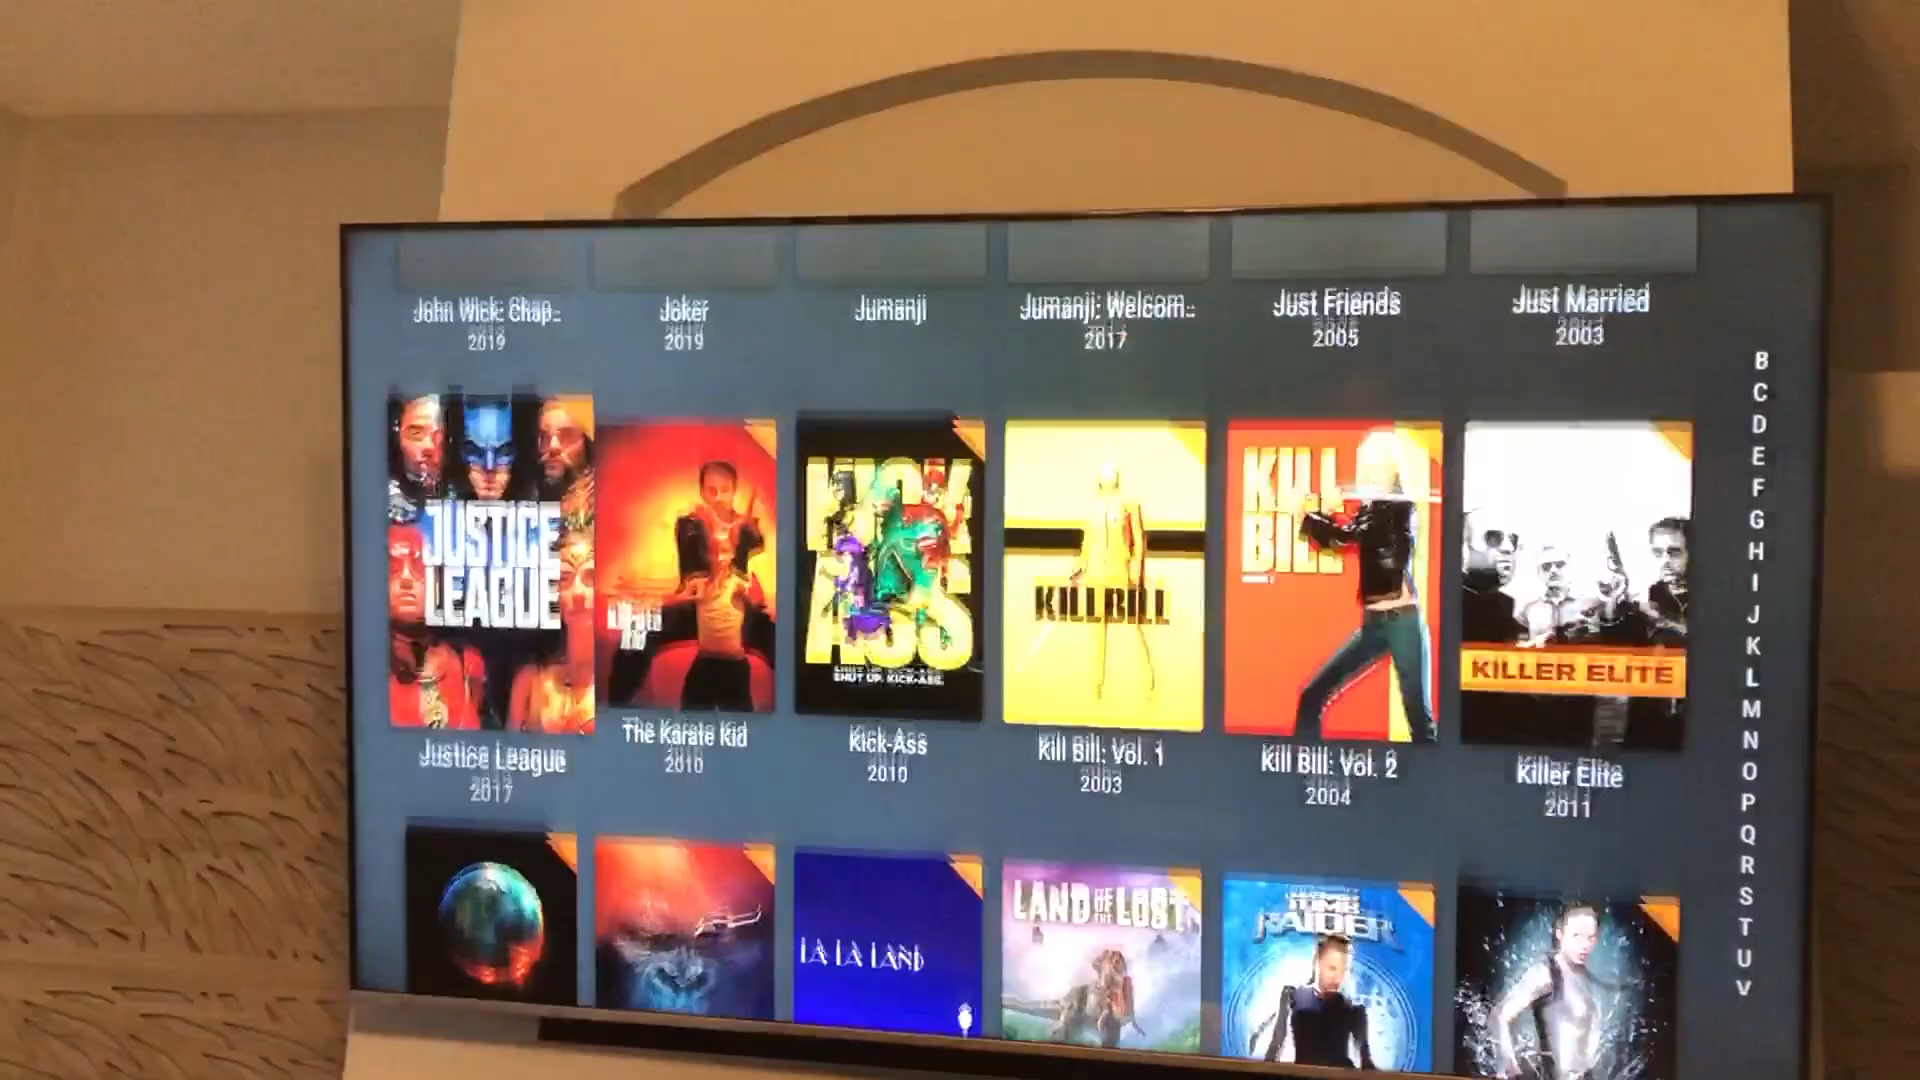 John Wick: Chap..
2019
Joker
2019
Jumanji
Jumanji: Welcom..
2017
Just Friends
2005
Just Married
2003
JUSTICE
LEAGUE
KICK
ASS
SHUT UP. KICK-ASS.
KILL BILL
KILL
BILL
KILLER ELITE
Justice League
2017
The Karate Kid
2010
Kick-Ass
2010
Kill Bill: Vol. 1
2003
Kill Bill: Vol. 2
2004
Killer Elite
2011
LA LA LAND
LAND OF THE LOST
TOMB
RAIDER
B
C
D
E
F
G
H
I
J
K
L
M
N
O
P
Q
R
S
T
U
V